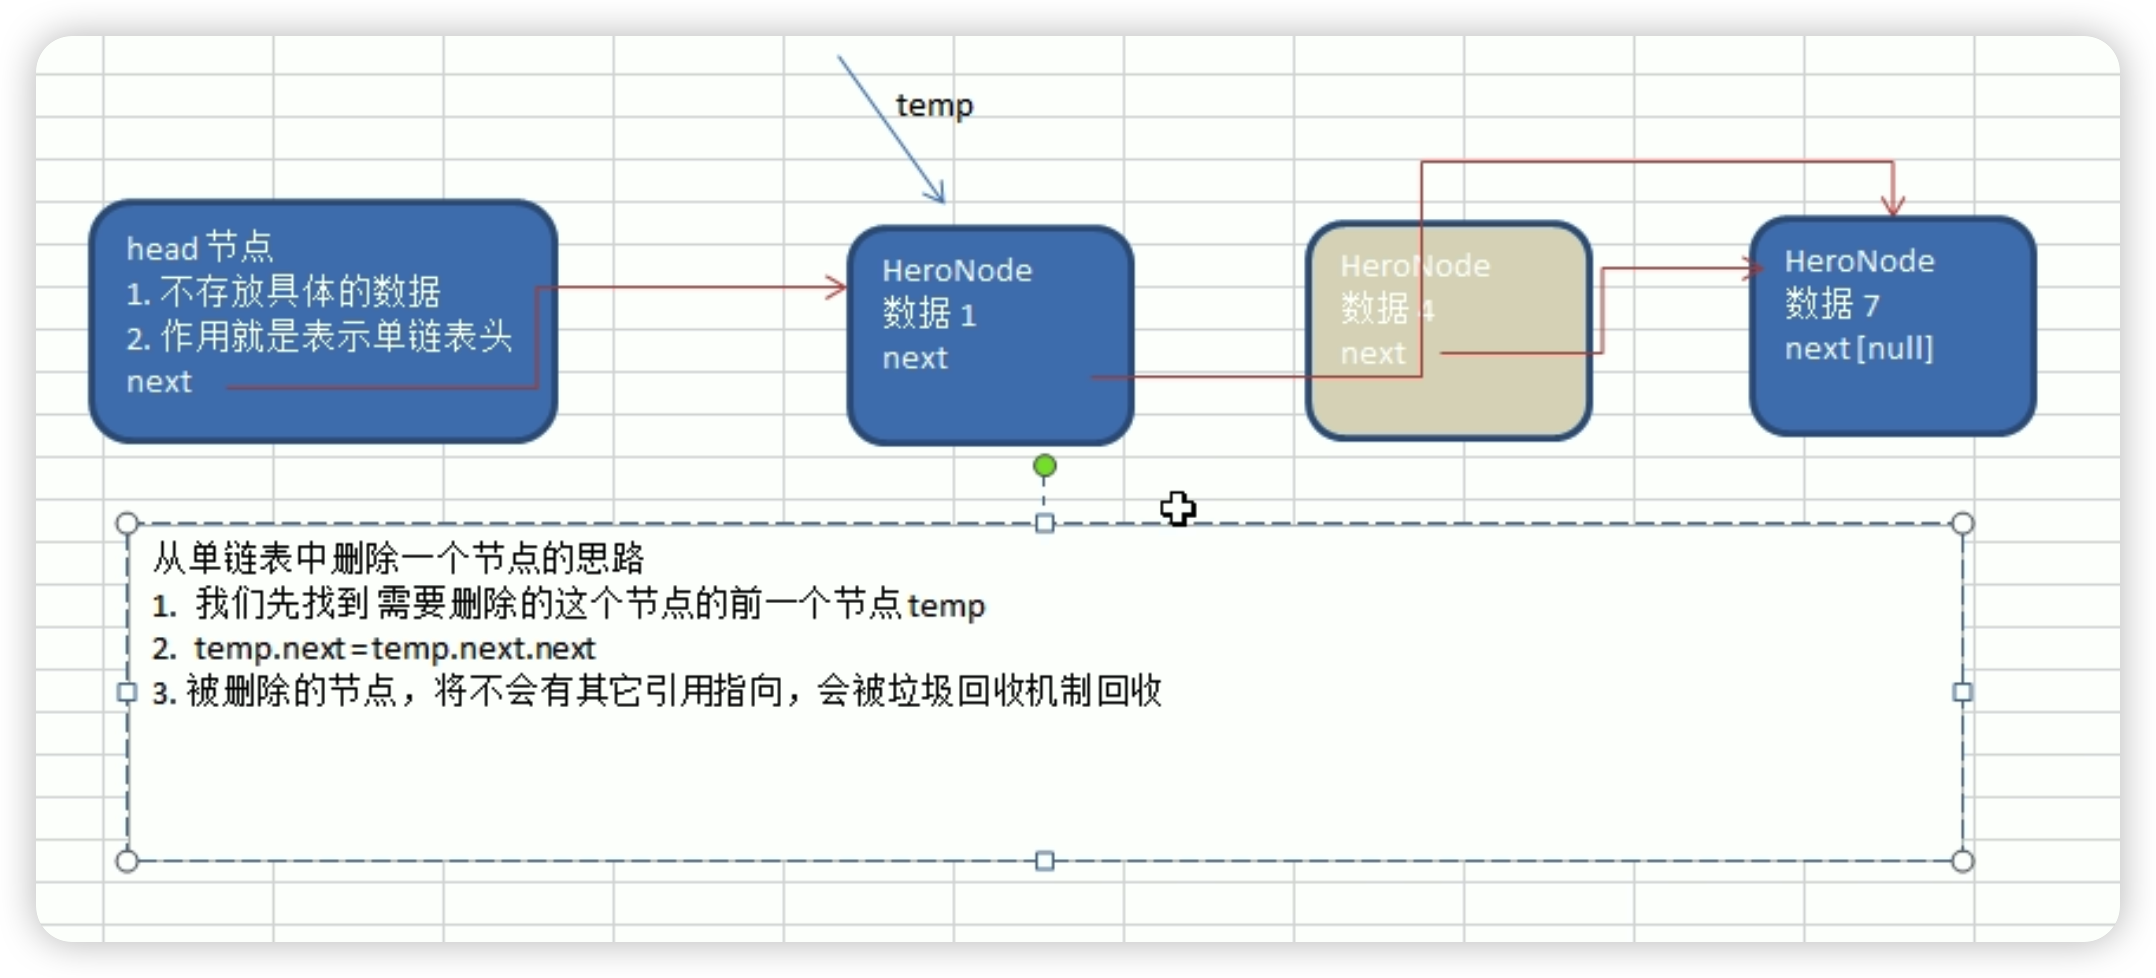 temp
head 节点
1. 不存放具体的数据
2. 作用就是表示单链表头
next
HeroNode
数据 1
next
HeroNode
数据 4
next
HeroNode
数据 7
next [null]
从单链表中删除一个节点的思路
1. 我们先找到 需要删除的这个节点的前一个节点 temp
2. temp.next = temp.next.next
3. 被删除的节点，将不会有其它引用指向，会被垃圾回收机制回收